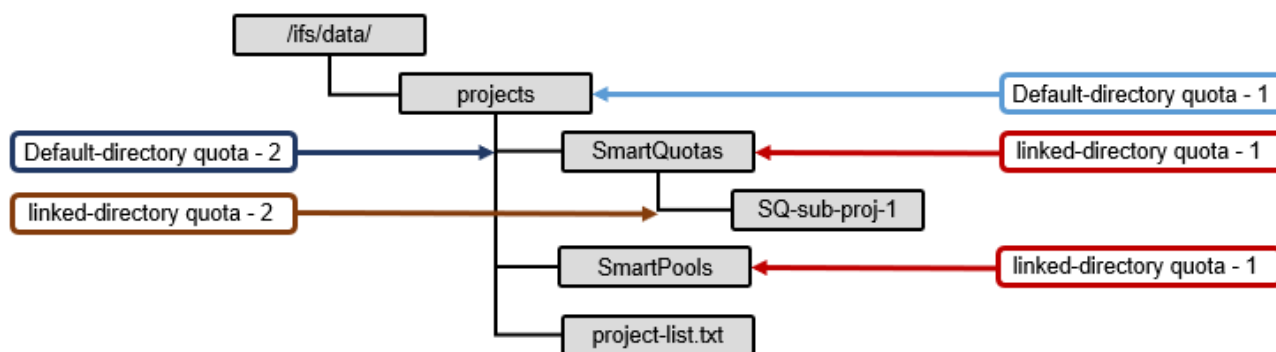 /ifs/data/
projects
Default-directory quota - 1
Default-directory quota - 2
SmartQuotas
linked-directory quota - 1
linked-directory quota - 2
SQ-sub-proj-1
SmartPools
linked-directory quota - 1
project-list.txt